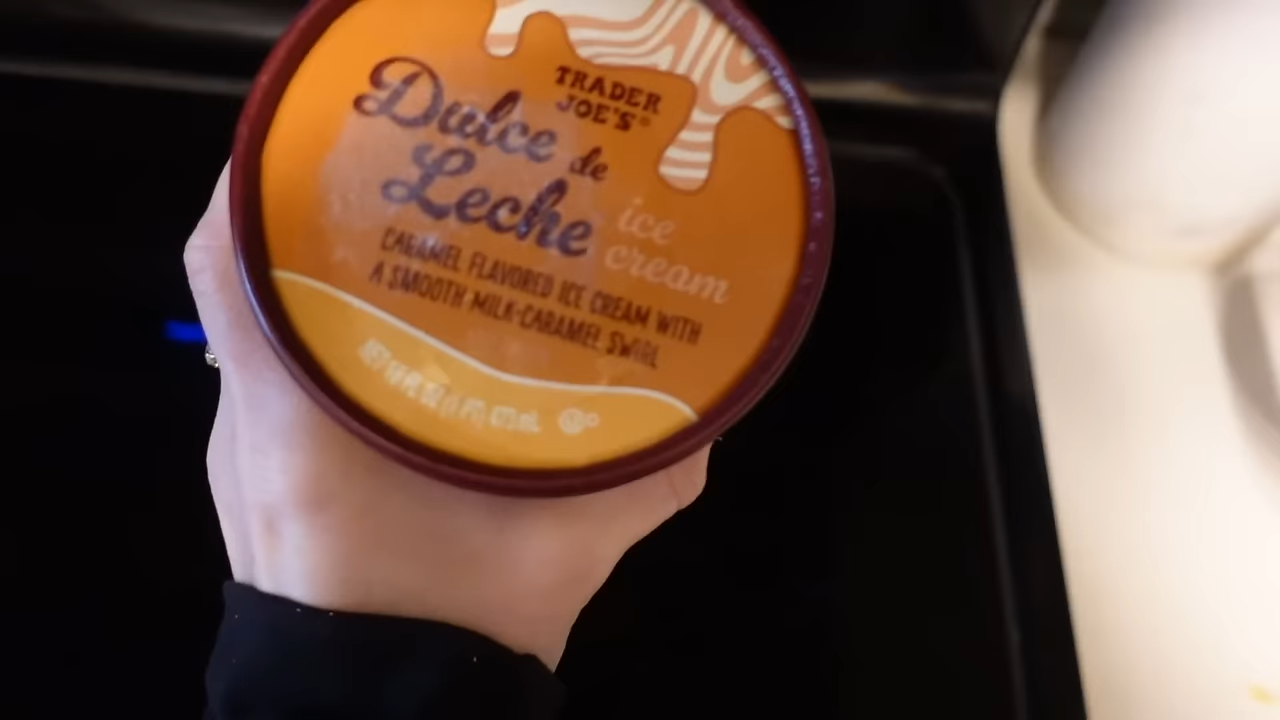 TRADER
JOE'S
Dulce
de
Leche
ice
cream
CARAMEL FLAVORED ICE CREAM WITH
A SMOOTH MILK CARAMEL SWIRL